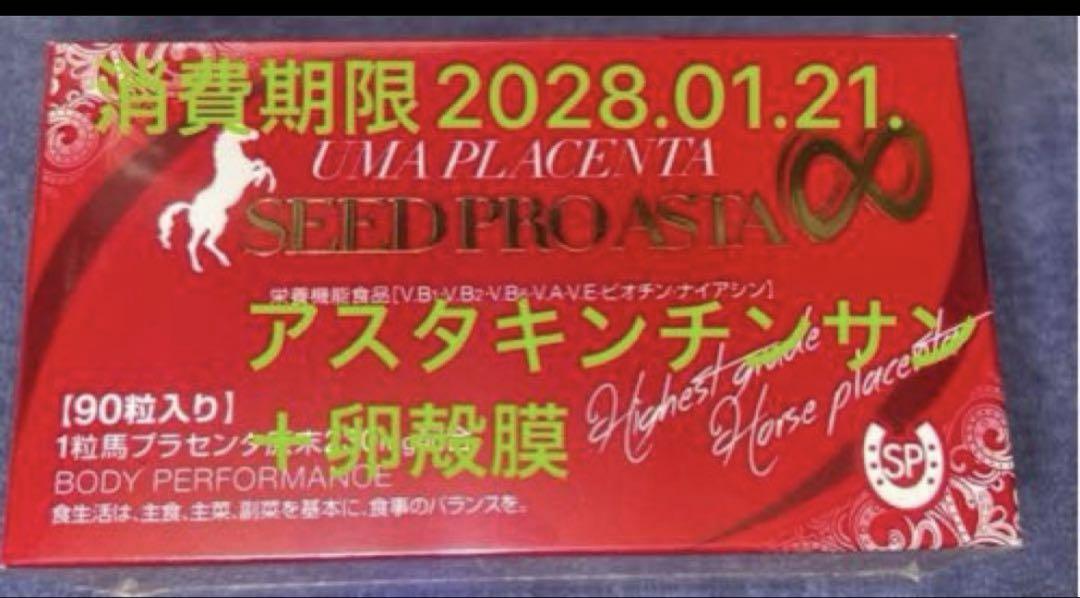 消費期限2028.01.21.
UMA PLACENTA
SEED PRO ASTA
栄養機能食品[V.B1・V.B2・V.B6・V.A・V.E・ビオチン・ナイアシン]
アスタキンチンサン
Highest grade
Horse placenta
【90粒入り】
+卵殻膜
1粒馬プラセンタ
BODY PERFORMANCE
食生活は、主食、主菜、副菜を基本に、食事のバランスを。
SP